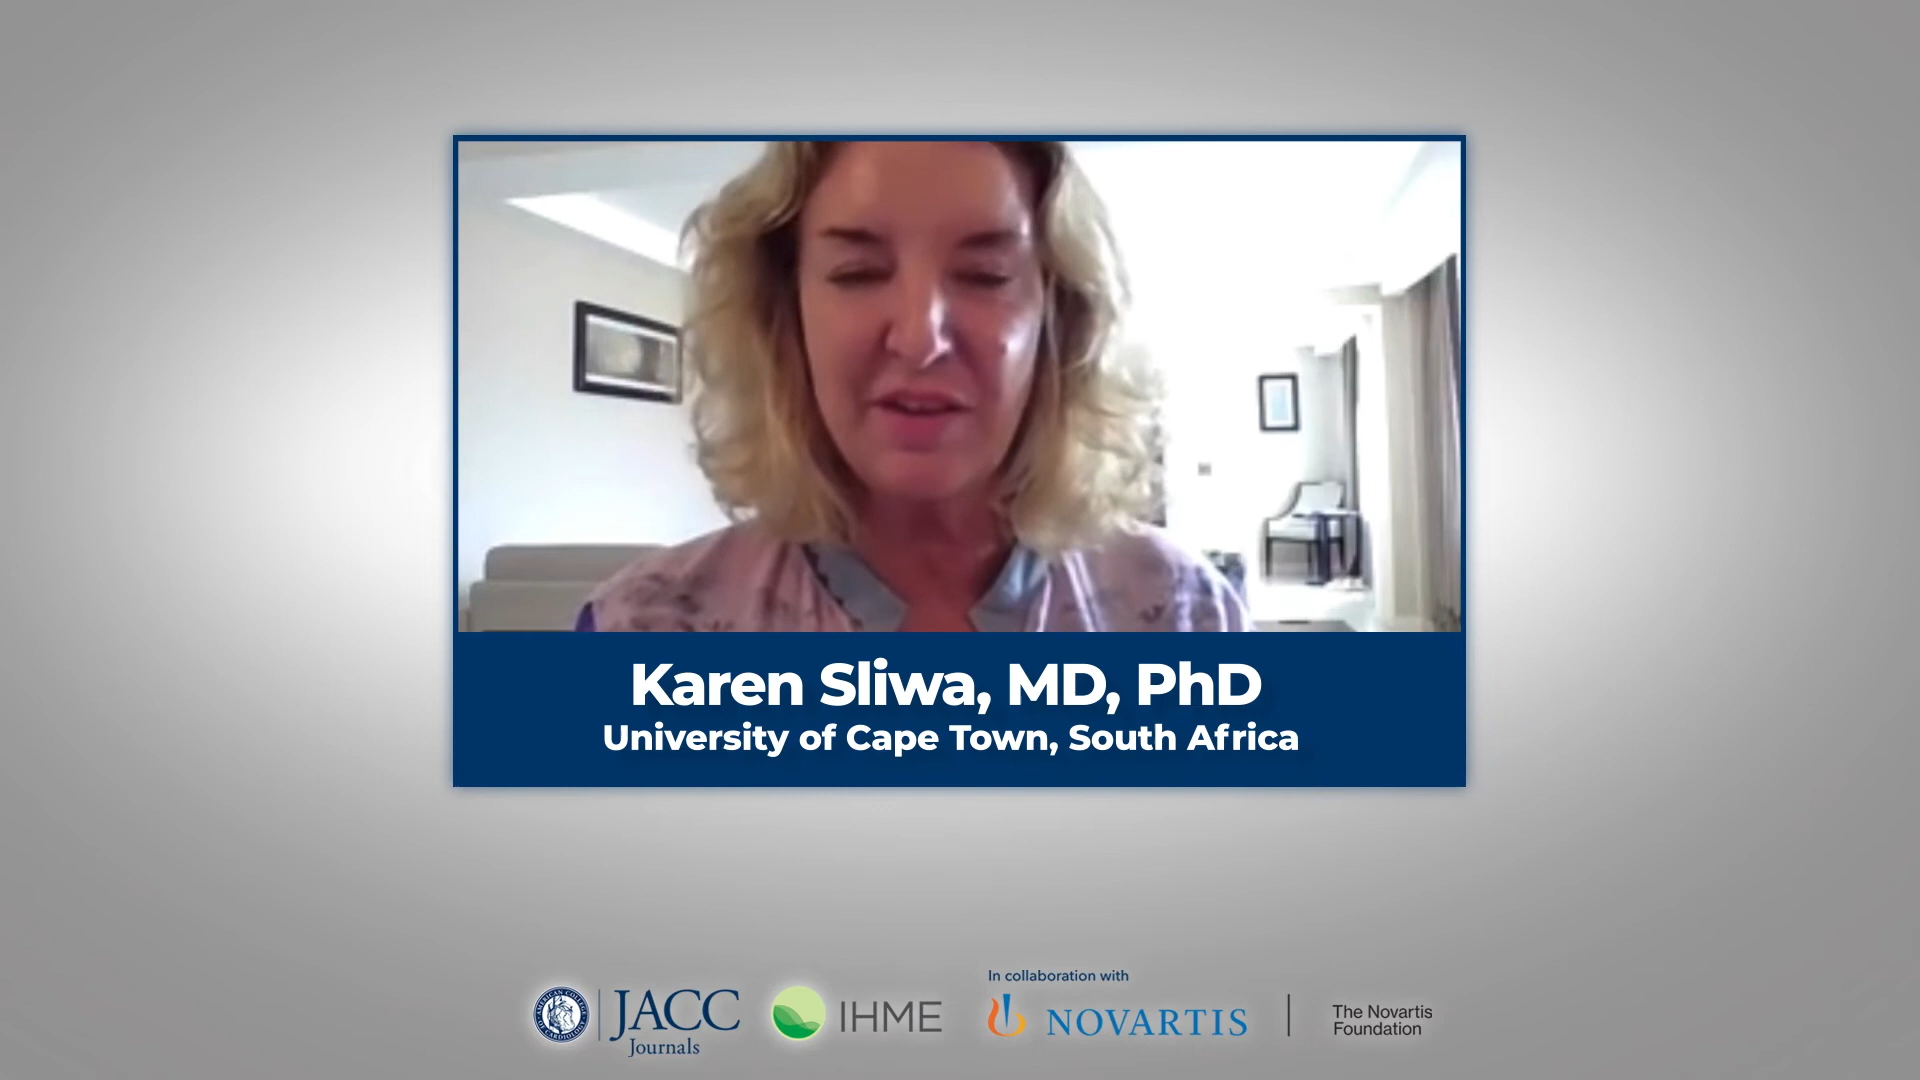 Karen Sliwa, MD, PhD
University of Cape Town, South Africa
In collaboration with
JACC
Journals
IHME
NOVARTIS
The Novartis
Foundation